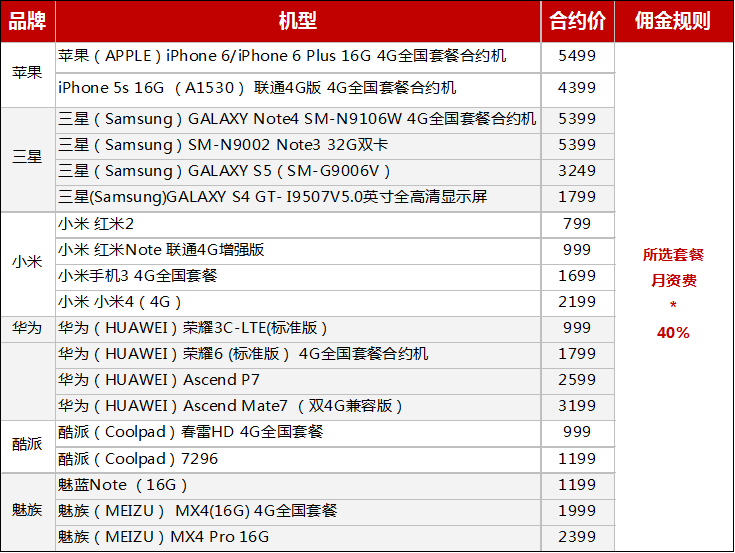 品牌 机型 合约价 佣金规则
苹果 苹果（APPLE）iPhone 6/iPhone 6 Plus 16G 4G全国套餐合约机 5499
iPhone 5s 16G （A1530） 联通4G版 4G全国套餐合约机 4399
三星 三星（Samsung）GALAXY Note4 SM-N9106W 4G全国套餐合约机 5399
三星（Samsung）SM-N9002 Note3 32G双卡 5399
三星（Samsung）GALAXY S5（SM-G9006V） 3249
三星(Samsung)GALAXY S4 GT- I9507V5.0英寸全高清显示屏 1799
小米 小米 红米2 799
小米 红米Note 联通4G增强版 999
小米手机3 4G全国套餐 1699
小米 小米4（4G） 2199
华为 华为（HUAWEI）荣耀3C-LTE(标准版） 999
华为（HUAWEI）荣耀6 (标准版） 4G全国套餐合约机 1799
华为（HUAWEI）Ascend P7 2599
华为（HUAWEI）Ascend Mate7 （双4G兼容版） 3199
酷派 酷派（Coolpad）春雷HD 4G全国套餐 999
酷派（Coolpad）7296 1199
魅族 魅蓝Note （16G） 1199
魅族（MEIZU） MX4(16G) 4G全国套餐 1999
魅族（MEIZU）MX4 Pro 16G 2399
所选套餐
月资费
*
40%